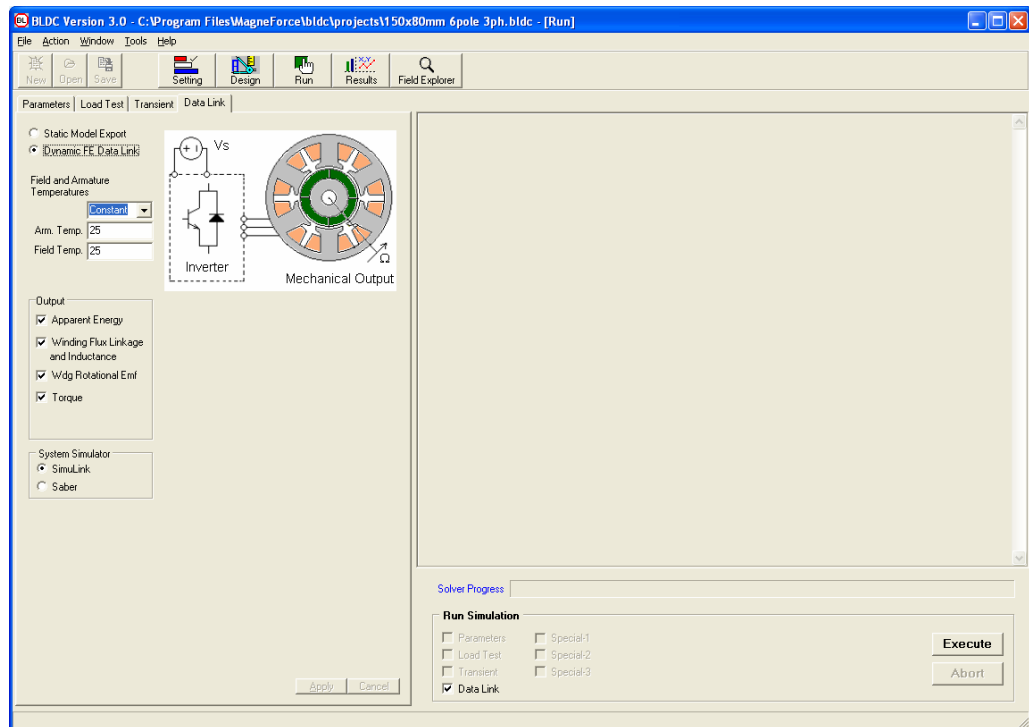 BLDC Version 3.0 - C:\Program Files\MagneForce\bldc\projects\150x80mm 6pole 3ph.bldc - [Run]
File Action Window Tools Help
New Open Save Setting Design Run Results Field Explorer
Parameters Load Test Transient Data Link
Static Model Export
Dynamic FE Data Link
Field and Armature
Temperatures
Constant
Arm. Temp. 25
Field Temp. 25
Vs
Inverter
Ω
Mechanical Output
Output
Apparent Energy
Winding Flux Linkage
and Inductance
Wdg Rotational Emf
Torque
System Simulator
SimuLink
Saber
Apply Cancel
Solver Progress
Run Simulation
Parameters Special-1
Load Test Special-2
Transient Special-3
Data Link
Execute
Abort